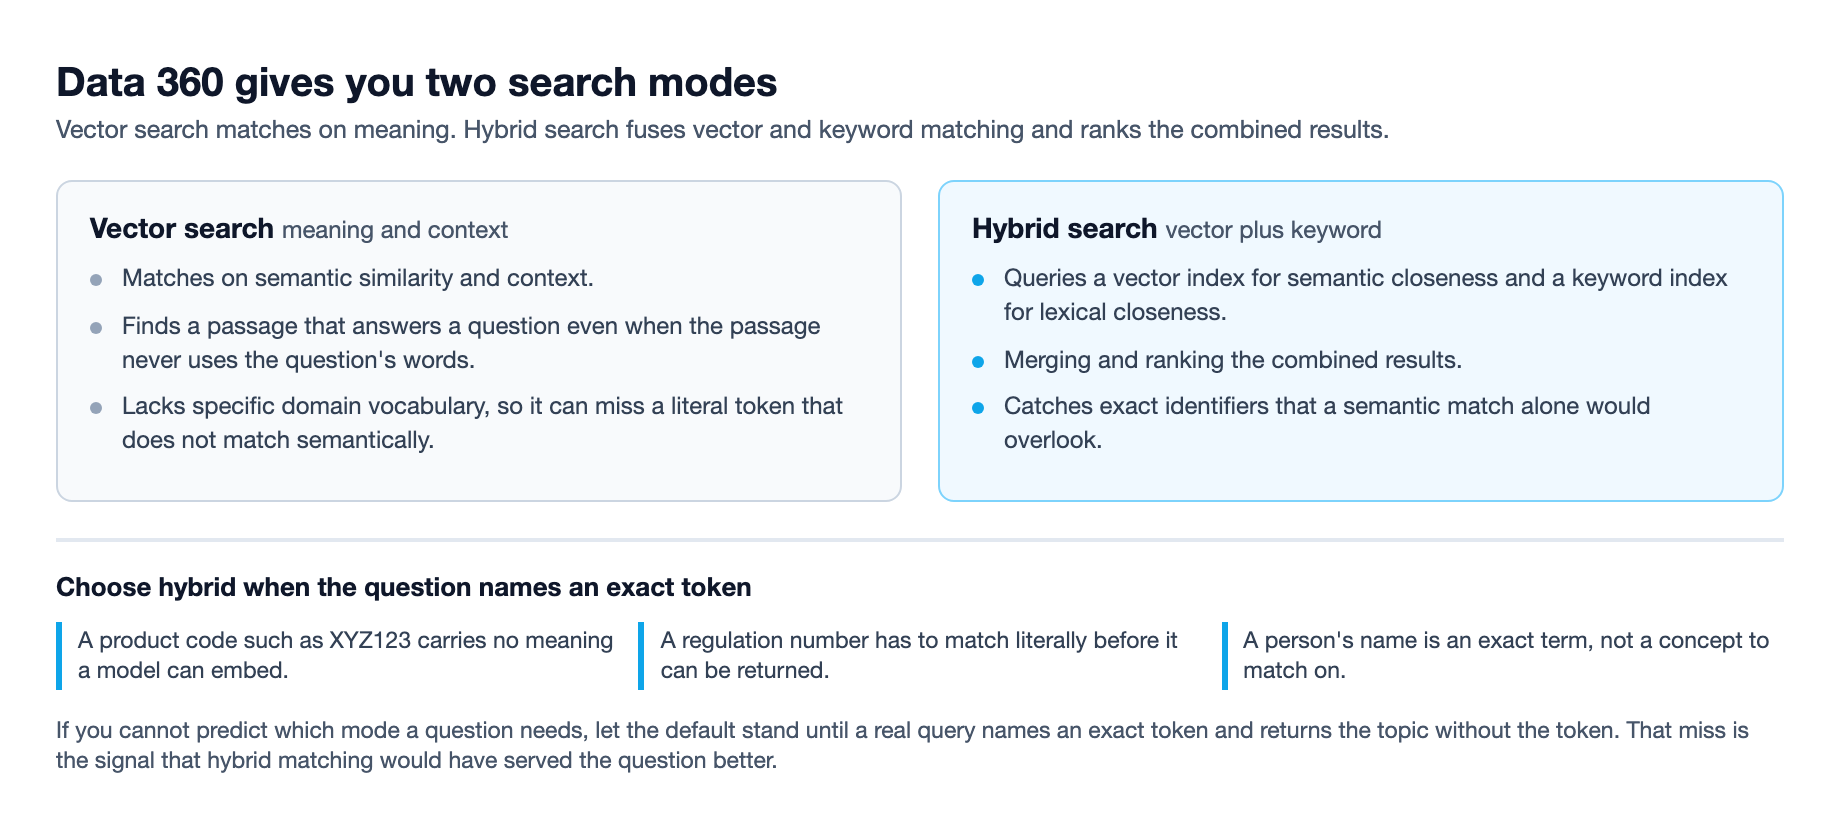 Data 360 gives you two search modes
Vector search matches on meaning. Hybrid search fuses vector and keyword matching and ranks the combined results.
Vector search meaning and context
Matches on semantic similarity and context.
Finds a passage that answers a question even when the passage
never uses the question's words.
Lacks specific domain vocabulary, so it can miss a literal token that
does not match semantically.
Hybrid search vector plus keyword
Queries a vector index for semantic closeness and a keyword index
for lexical closeness.
Merging and ranking the combined results.
Catches exact identifiers that a semantic match alone would
overlook.
Choose hybrid when the question names an exact token
A product code such as XYZ123 carries no meaning
a model can embed.
A regulation number has to match literally before it
can be returned.
A person's name is an exact term, not a concept to
match on.
If you cannot predict which mode a question needs, let the default stand until a real query names an exact token and returns the topic without the token. That miss is
the signal that hybrid matching would have served the question better.